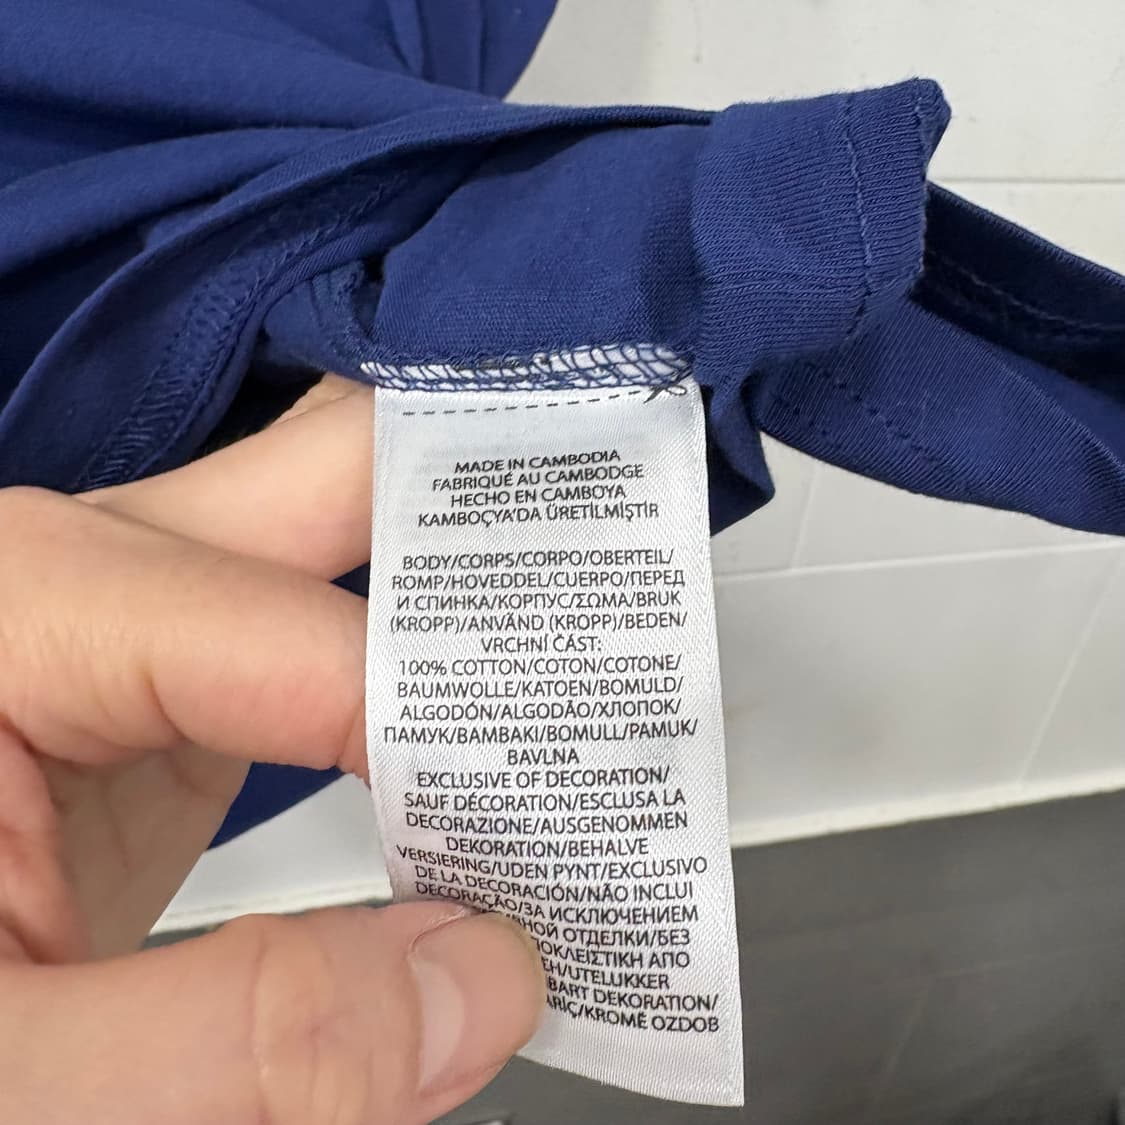 MADE IN CAMBODIA
FABRIQUÉ AU CAMBODGE
HECHO EN CAMBOYA
KAMBOÇYA'DA ÜRETİLMİŞTİR
BODY/CORPS/CORPO/OBERTEIL/
ROMP/HOVEDDEL/CUERPO/ПЕРЕД
И СПИНКА/КОРПУС/ΣΩΜΑ/BRUK
(KROPP)/ANVÄND (KROPP)/BEDEN/
VRCHNÍ ČÁST:
100% COTTON/COTON/COTONE/
BAUMWOLLE/KATOEN/BOMULD/
ALGODÓN/ALGODÃO/ХЛОПОК/
ПАМУК/ΒΑΜΒΑΚΙ/BOMULL/PAMUK/
BAVLNA
EXCLUSIVE OF DECORATION/
SAUF DÉCORATION/ESCLUSA LA
DECORAZIONE/AUSGENOMMEN
DEKORATION/BEHALVE
VERSIERING/UDEN PYNT/EXCLUSIVO
DE LA DECORACIÓN/NÃO INCLUI
DECORAÇÃO/ЗА ИСКЛЮЧЕНИЕМ
ОТДЕЛКИ/БЕЗ
ΑΠΟ
UTELUKKER
DEKORATION/
KROMĚ OZDOB